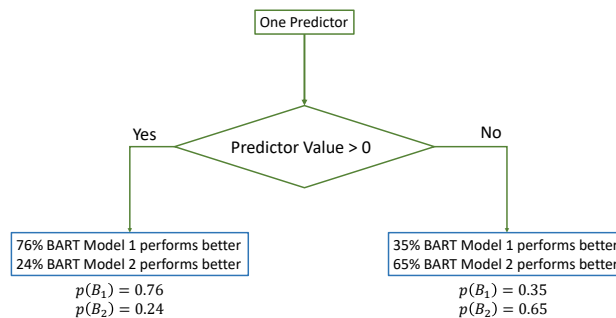 One Predictor
Predictor Value > 0
Yes
No
76% BART Model 1 performs better
24% BART Model 2 performs better
p(B₁) = 0.76
p(B₂) = 0.24
35% BART Model 1 performs better
65% BART Model 2 performs better
p(B₁) = 0.35
p(B₂) = 0.65